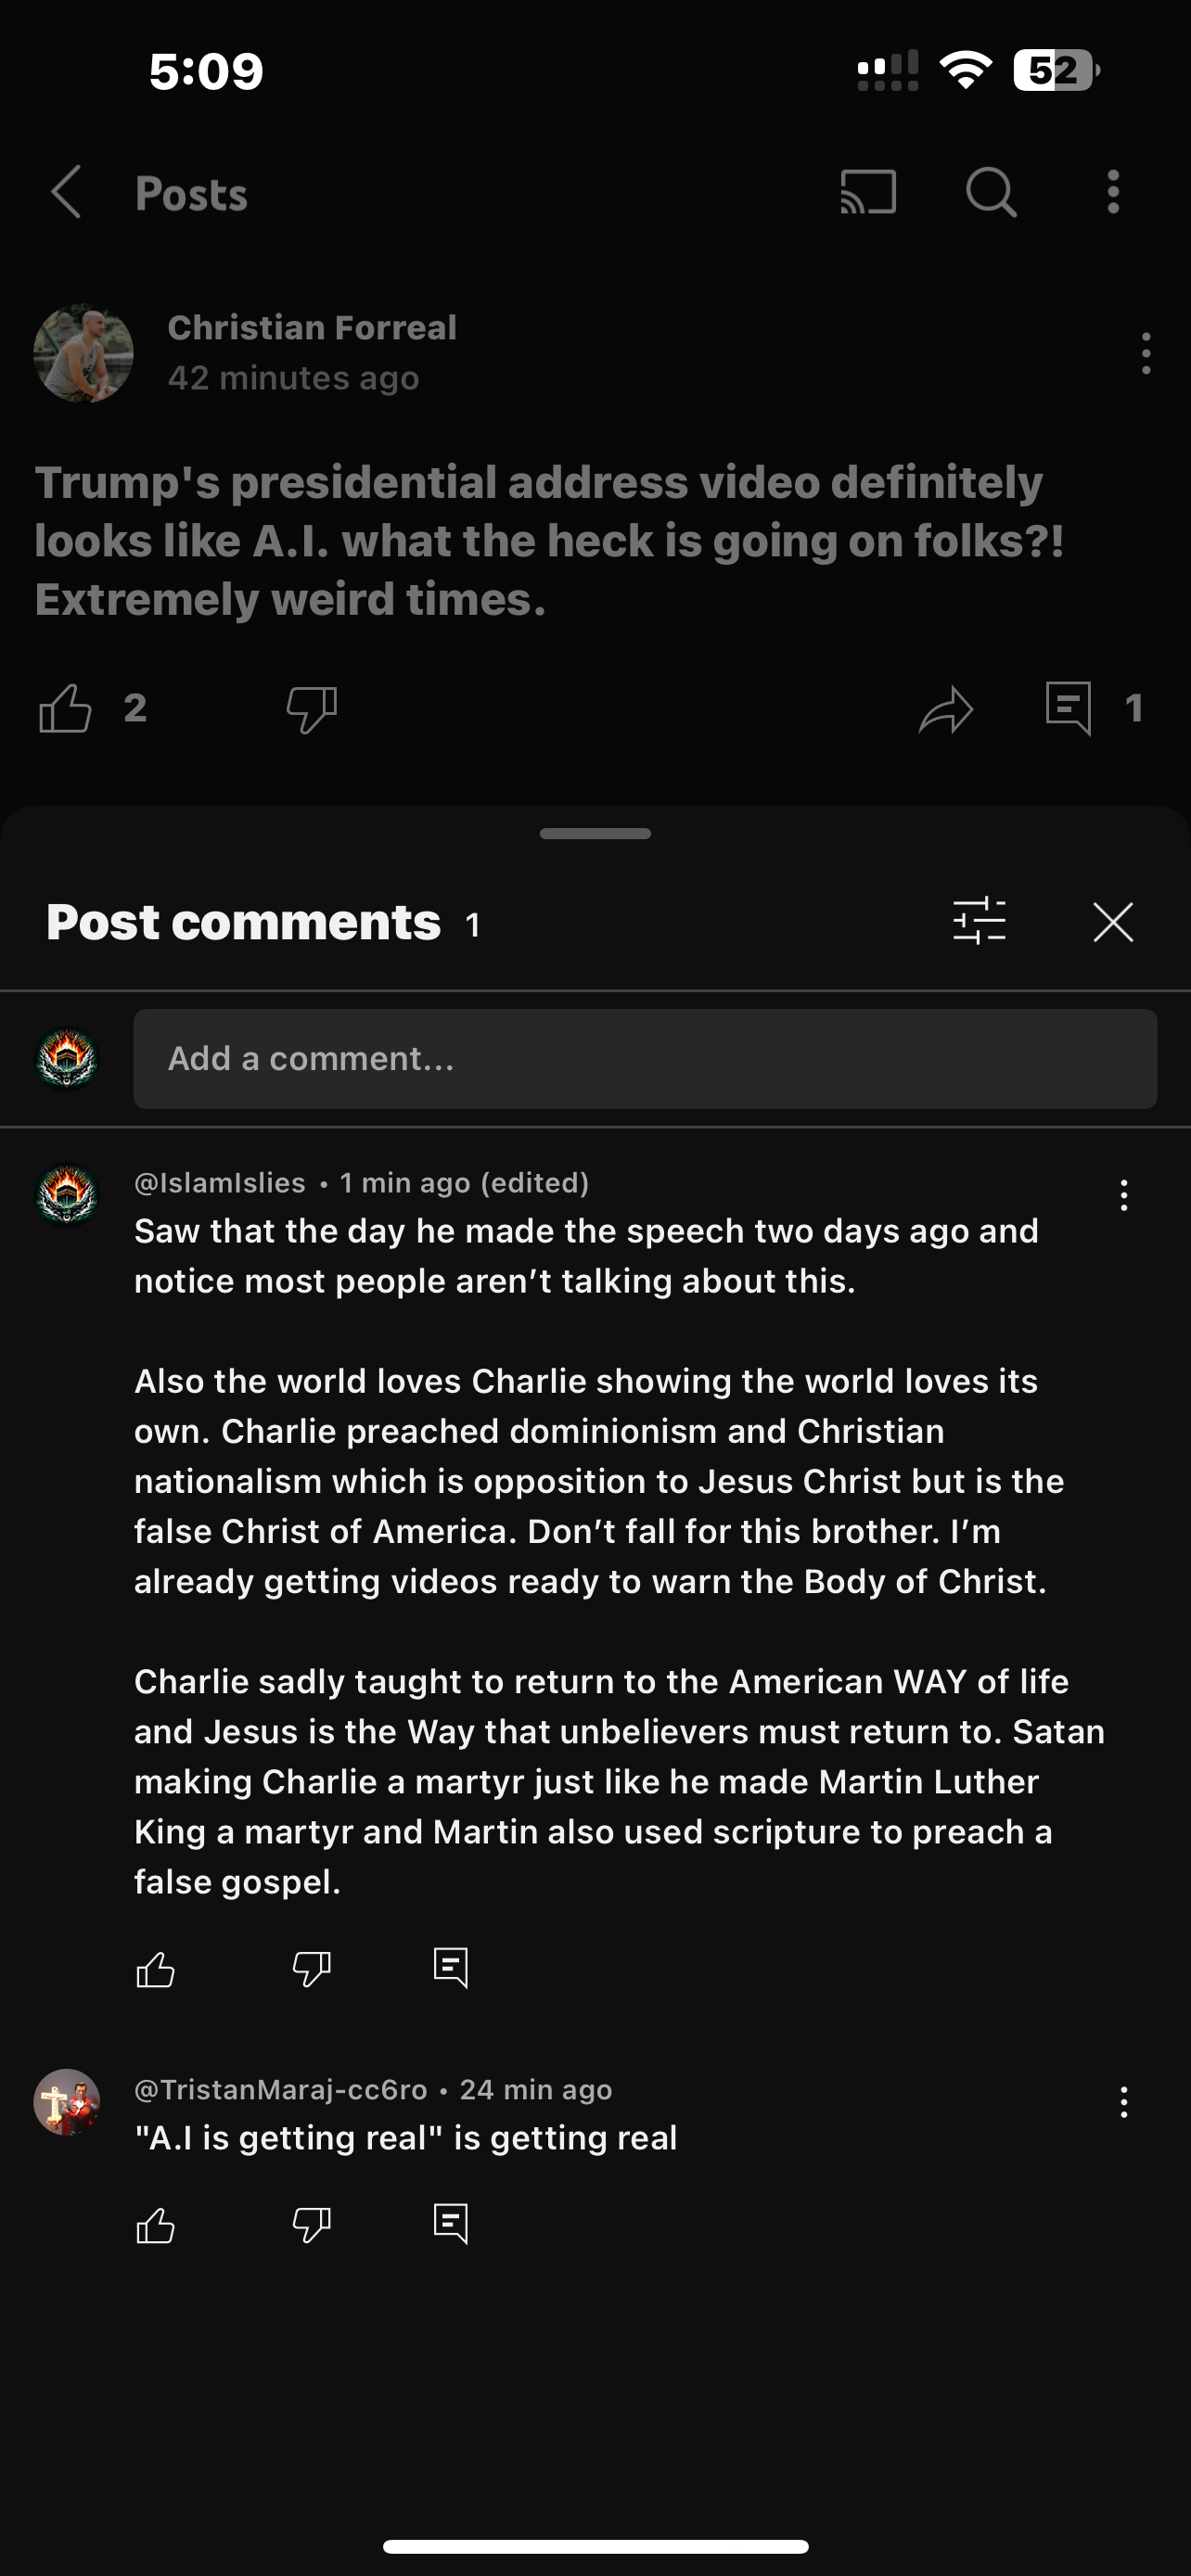 5:09
52
Posts
Christian Forreal
42 minutes ago
Trump's presidential address video definitely
looks like A.I. what the heck is going on folks?!
Extremely weird times.
2
1
Post comments 1
Add a comment...
@IslamIslies • 1 min ago (edited)
Saw that the day he made the speech two days ago and
notice most people aren’t talking about this.
Also the world loves Charlie showing the world loves its
own. Charlie preached dominionism and Christian
nationalism which is opposition to Jesus Christ but is the
false Christ of America. Don’t fall for this brother. I’m
already getting videos ready to warn the Body of Christ.
Charlie sadly taught to return to the American WAY of life
and Jesus is the Way that unbelievers must return to. Satan
making Charlie a martyr just like he made Martin Luther
King a martyr and Martin also used scripture to preach a
false gospel.
@TristanMaraj-cc6ro • 24 min ago
"A.I is getting real" is getting real